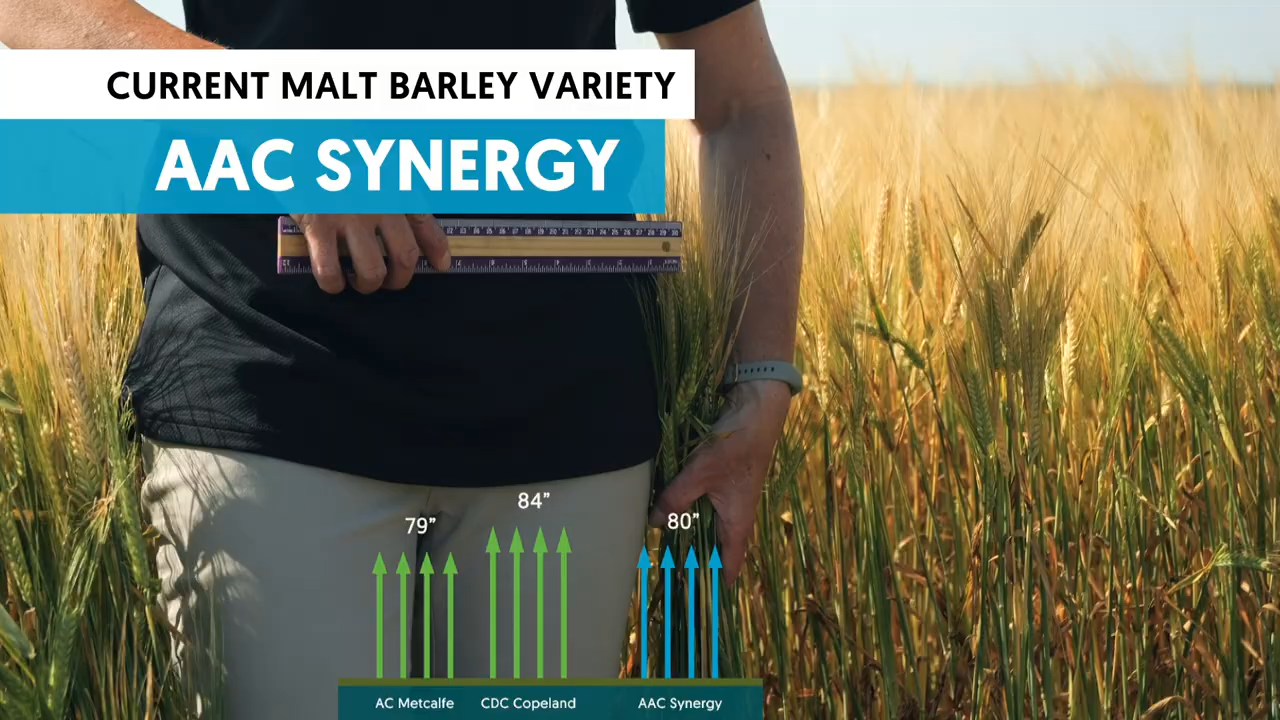 CURRENT MALT BARLEY VARIETY
AAC SYNERGY
79”
84”
80”
AC Metcalfe
CDC Copeland
AAC Synergy